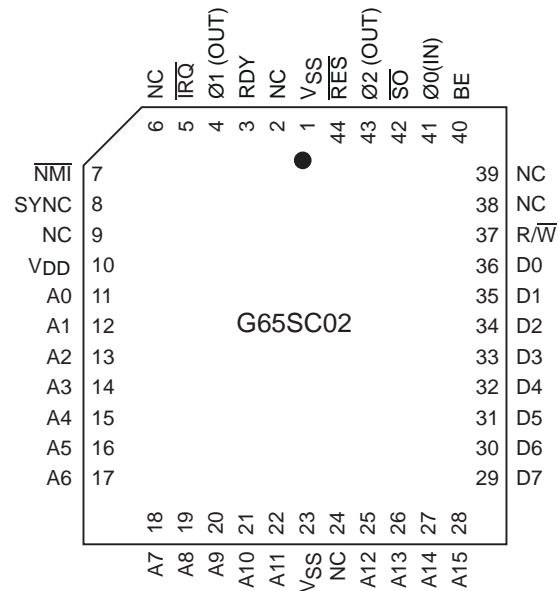 NC I̅R̅Q̅ Ø1 (OUT) RDY NC VSS R̅E̅S̅ Ø2 (OUT) S̅O̅ Ø0(IN) BE
6 5 4 3 2 1 44 43 42 41 40
N̅M̅I̅ 7
SYNC 8
NC 9
VDD 10
A0 11
A1 12
A2 13
A3 14
A4 15
A5 16
A6 17
G65SC02
39 NC
38 NC
37 R/W̅
36 D0
35 D1
34 D2
33 D3
32 D4
31 D5
30 D6
29 D7
18 19 20 21 22 23 24 25 26 27 28
A7 A8 A9 A10 A11 VSS NC A12 A13 A14 A15